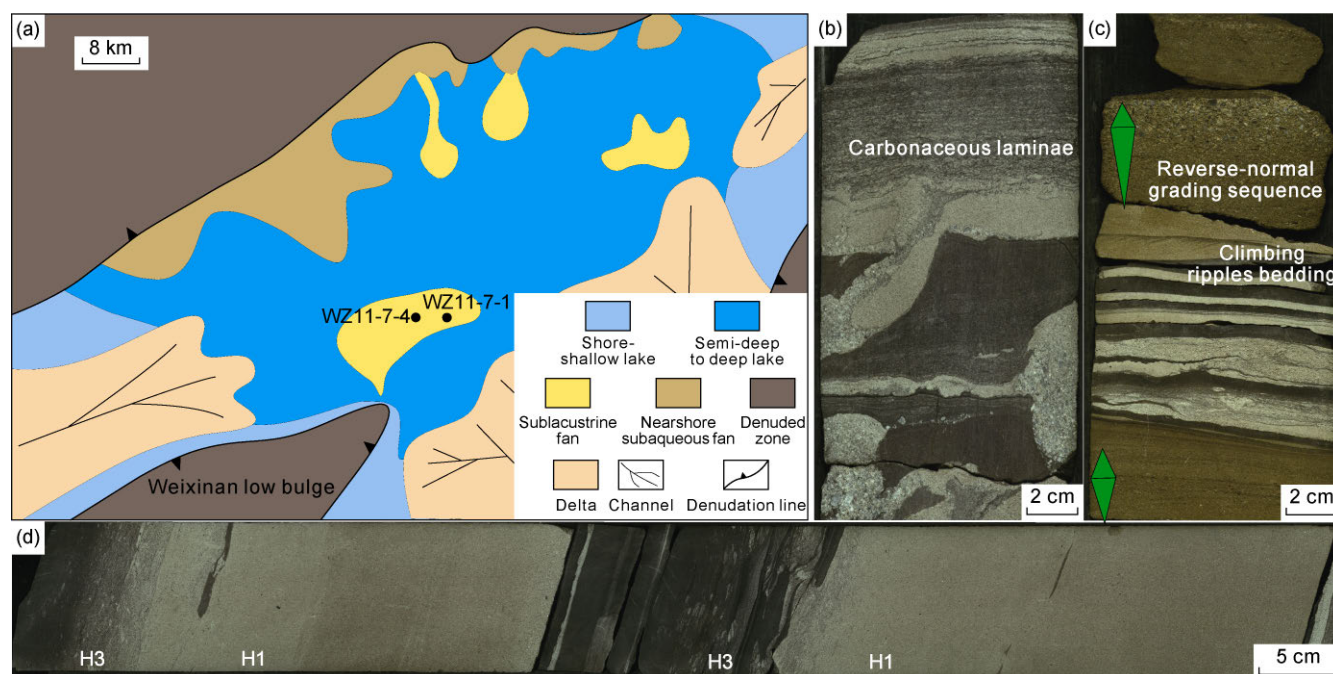 (a)
8 km
WZ11-7-1
WZ11-7-4
Weixinan low bulge
Shore-
shallow lake
Semi-deep
to deep lake
Sublacustrine
fan
Nearshore
subaqueous fan
Denuded
zone
Delta
Channel
Denudation line
(b)
Carbonaceous laminae
2 cm
(c)
Reverse-normal
grading sequence
Climbing
ripples bedding
2 cm
(d)
H3
H1
H3
H1
5 cm